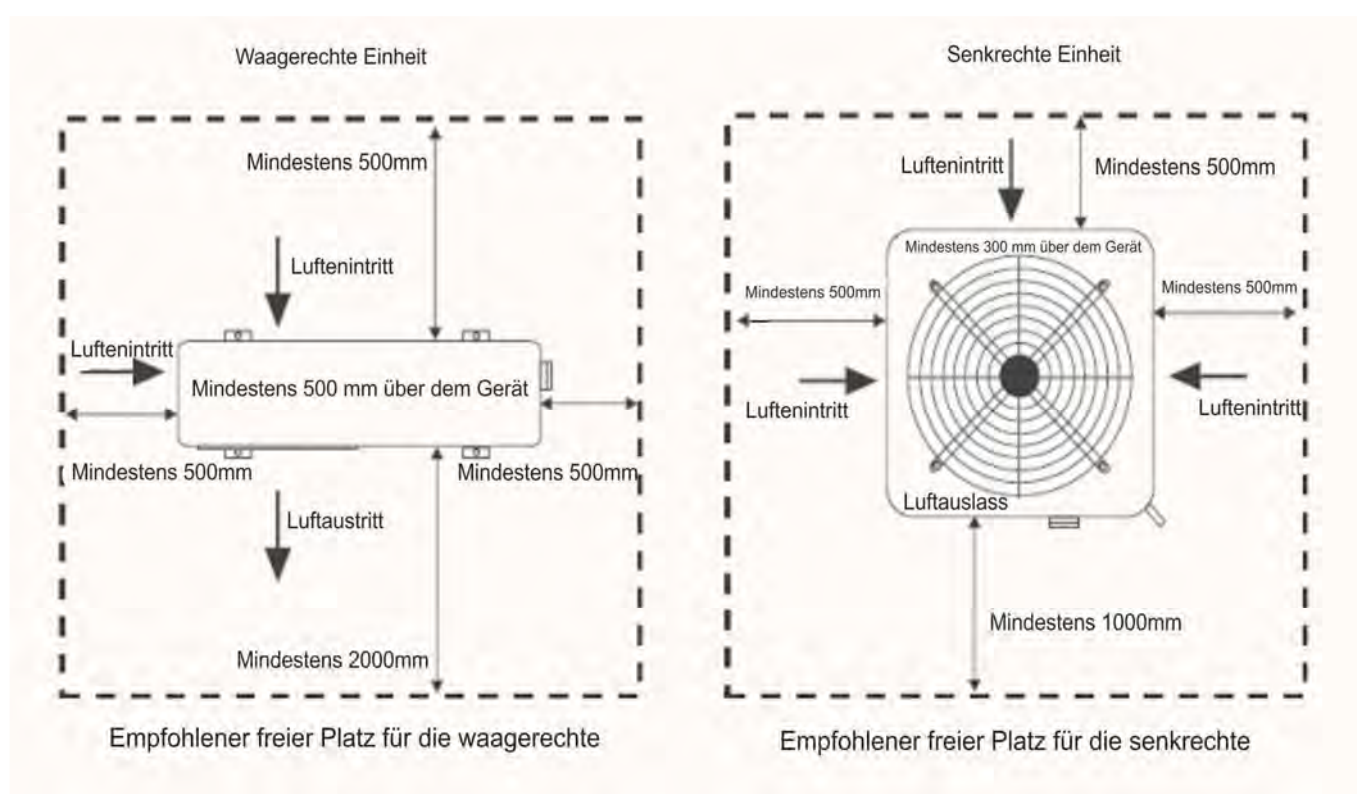 Waagerechte Einheit
Mindestens 500mm
Luftenintritt
Luftenintritt
Mindestens 500 mm über dem Gerät
Mindestens 500mm
Mindestens 500mm
Luftaustritt
Mindestens 2000mm
Empfohlener freier Platz für die waagerechte
Senkrechte Einheit
Luftenintritt
Mindestens 500mm
Mindestens 300 mm über dem Gerät
Mindestens 500mm
Mindestens 500mm
Luftenintritt
Luftenintritt
Luftauslass
Mindestens 1000mm
Empfohlener freier Platz für die senkrechte